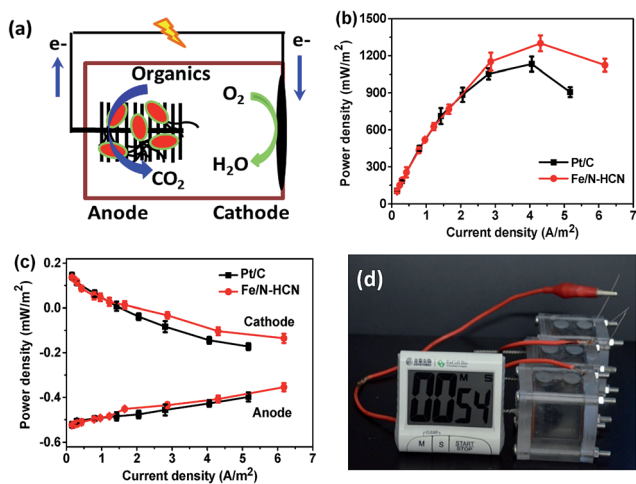 (a)
e-
e-
Organics
O₂
H₂O
CO₂
Anode
Cathode
(b)
Power density (mW/m²)
1500
1200
900
600
300
0
0 1 2 3 4 5 6 7
Current density (A/m²)
Pt/C
Fe/N-HCN
(c)
Power density (mW/m²)
0.2
0.0
-0.2
-0.4
-0.6
0 1 2 3 4 5 6 7
Current density (A/m²)
Pt/C
Fe/N-HCN
Cathode
Anode
(d)
M S
00 54
CLEAR
M S START
STOP